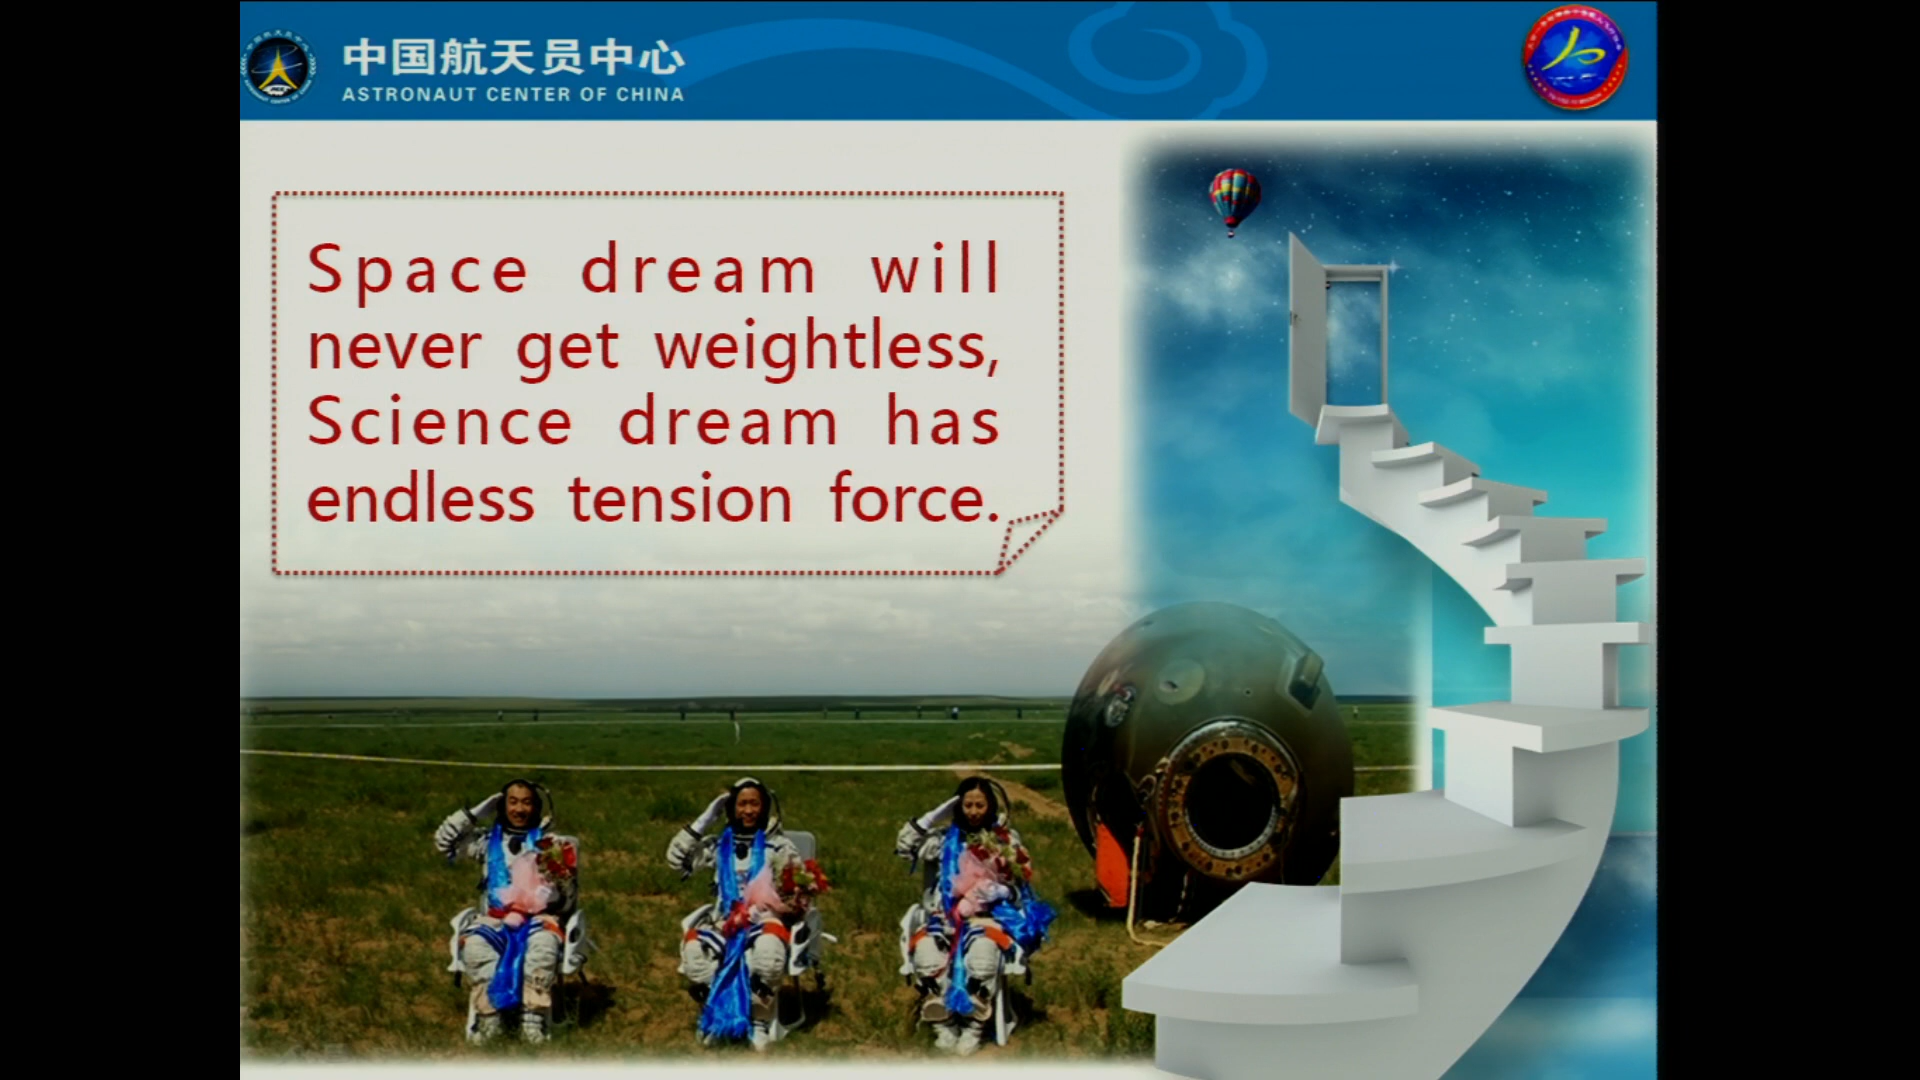 中国航天员中心
ASTRONAUT CENTER OF CHINA
Space dream will
never get weightless,
Science dream has
endless tension force.